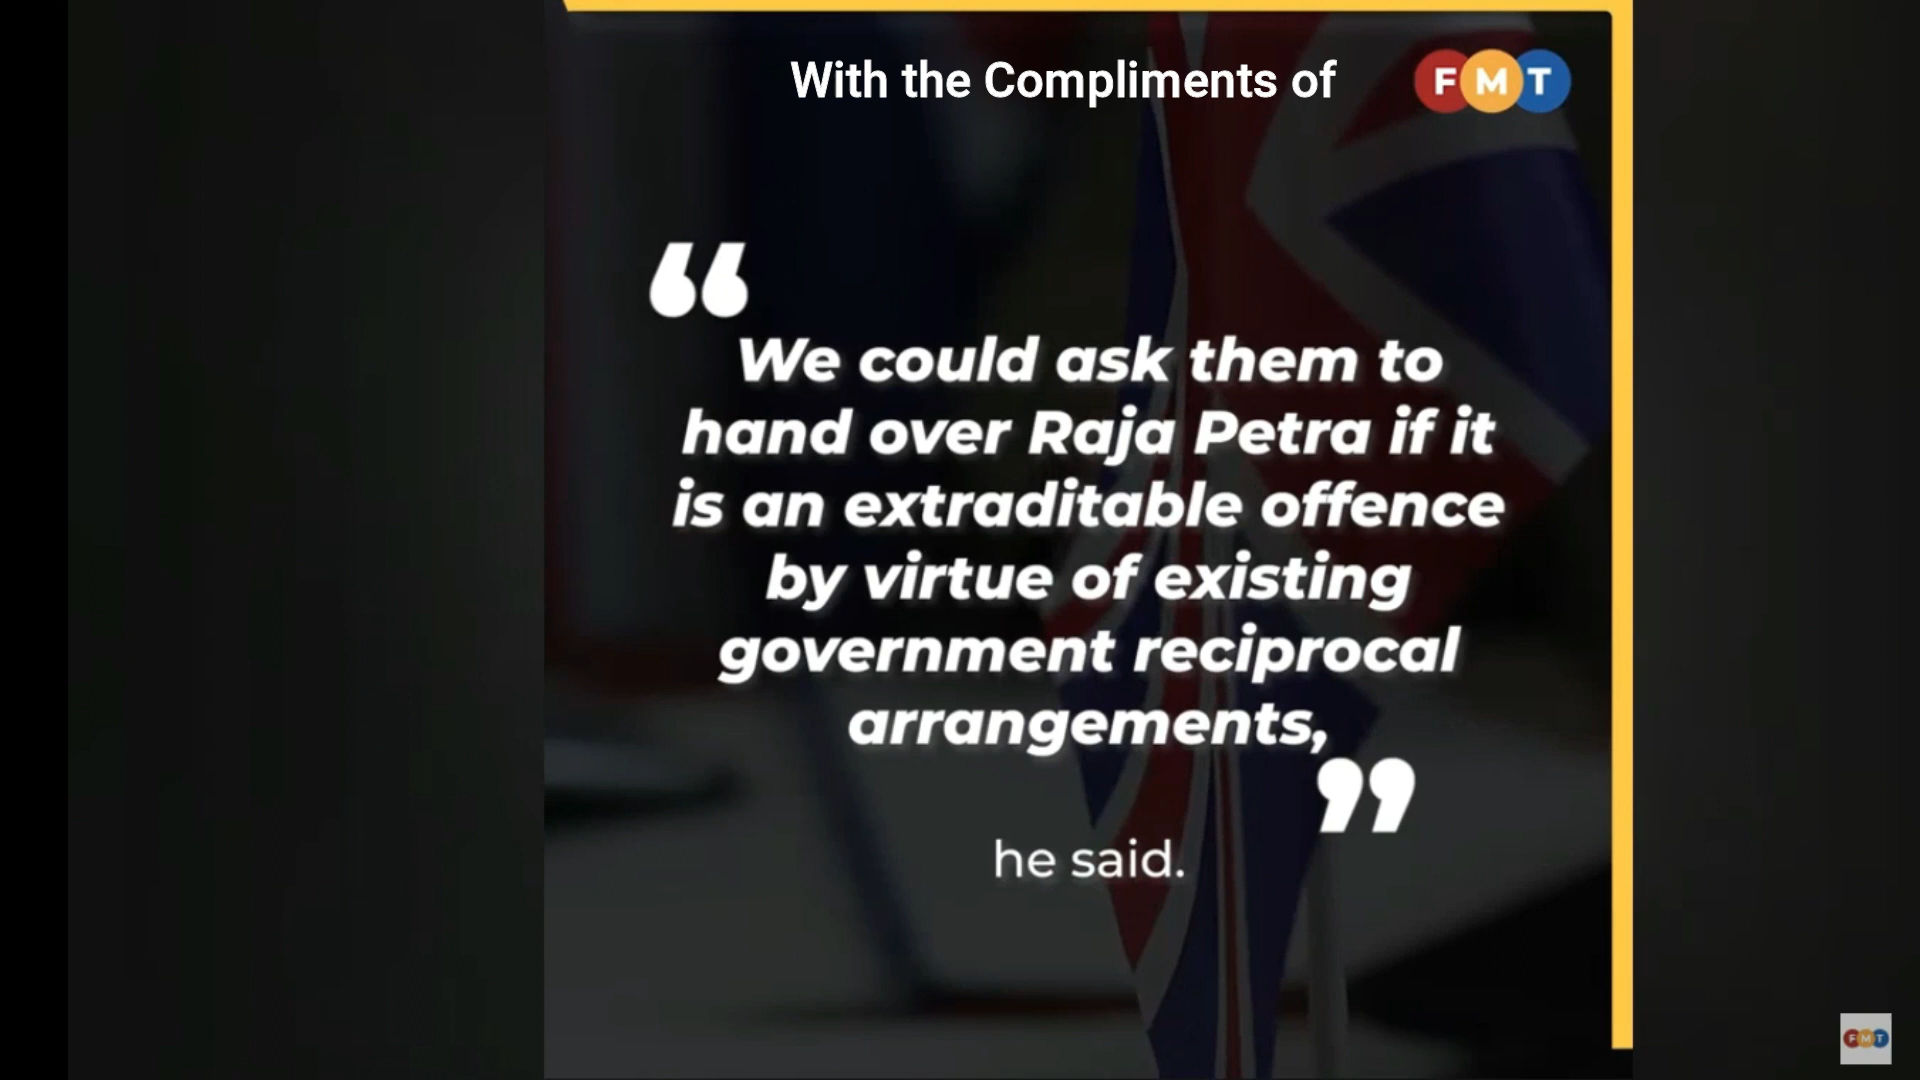 With the Compliments of FMT
“
We could ask them to
hand over Raja Petra if it
is an extraditable offence
by virtue of existing
government reciprocal
arrangements,
”
he said.
FMT